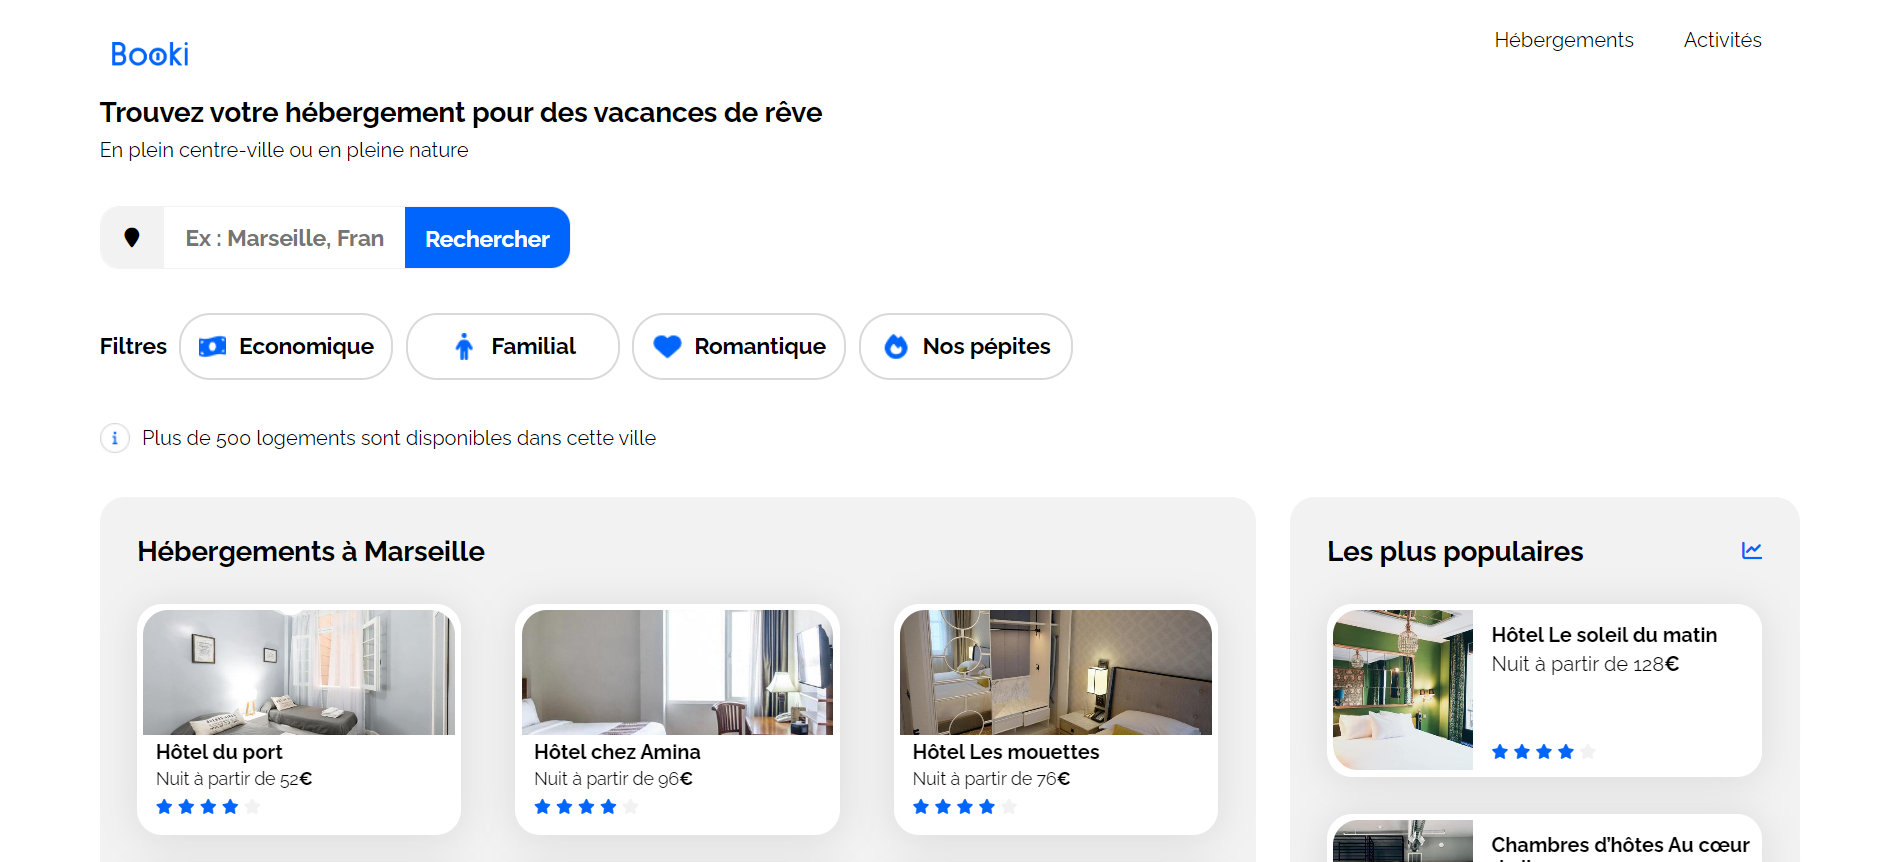 Booki
Hébergements
Activités
Trouvez votre hébergement pour des vacances de rêve
En plein centre-ville ou en pleine nature
Ex : Marseille, Fran
Rechercher
Filtres
Economique
Familial
Romantique
Nos pépites
Plus de 500 logements sont disponibles dans cette ville
Hébergements à Marseille
Hôtel du port
Nuit à partir de 52€
Hôtel chez Amina
Nuit à partir de 96€
Hôtel Les mouettes
Nuit à partir de 76€
Les plus populaires
Hôtel Le soleil du matin
Nuit à partir de 128€
Chambres d’hôtes Au cœur